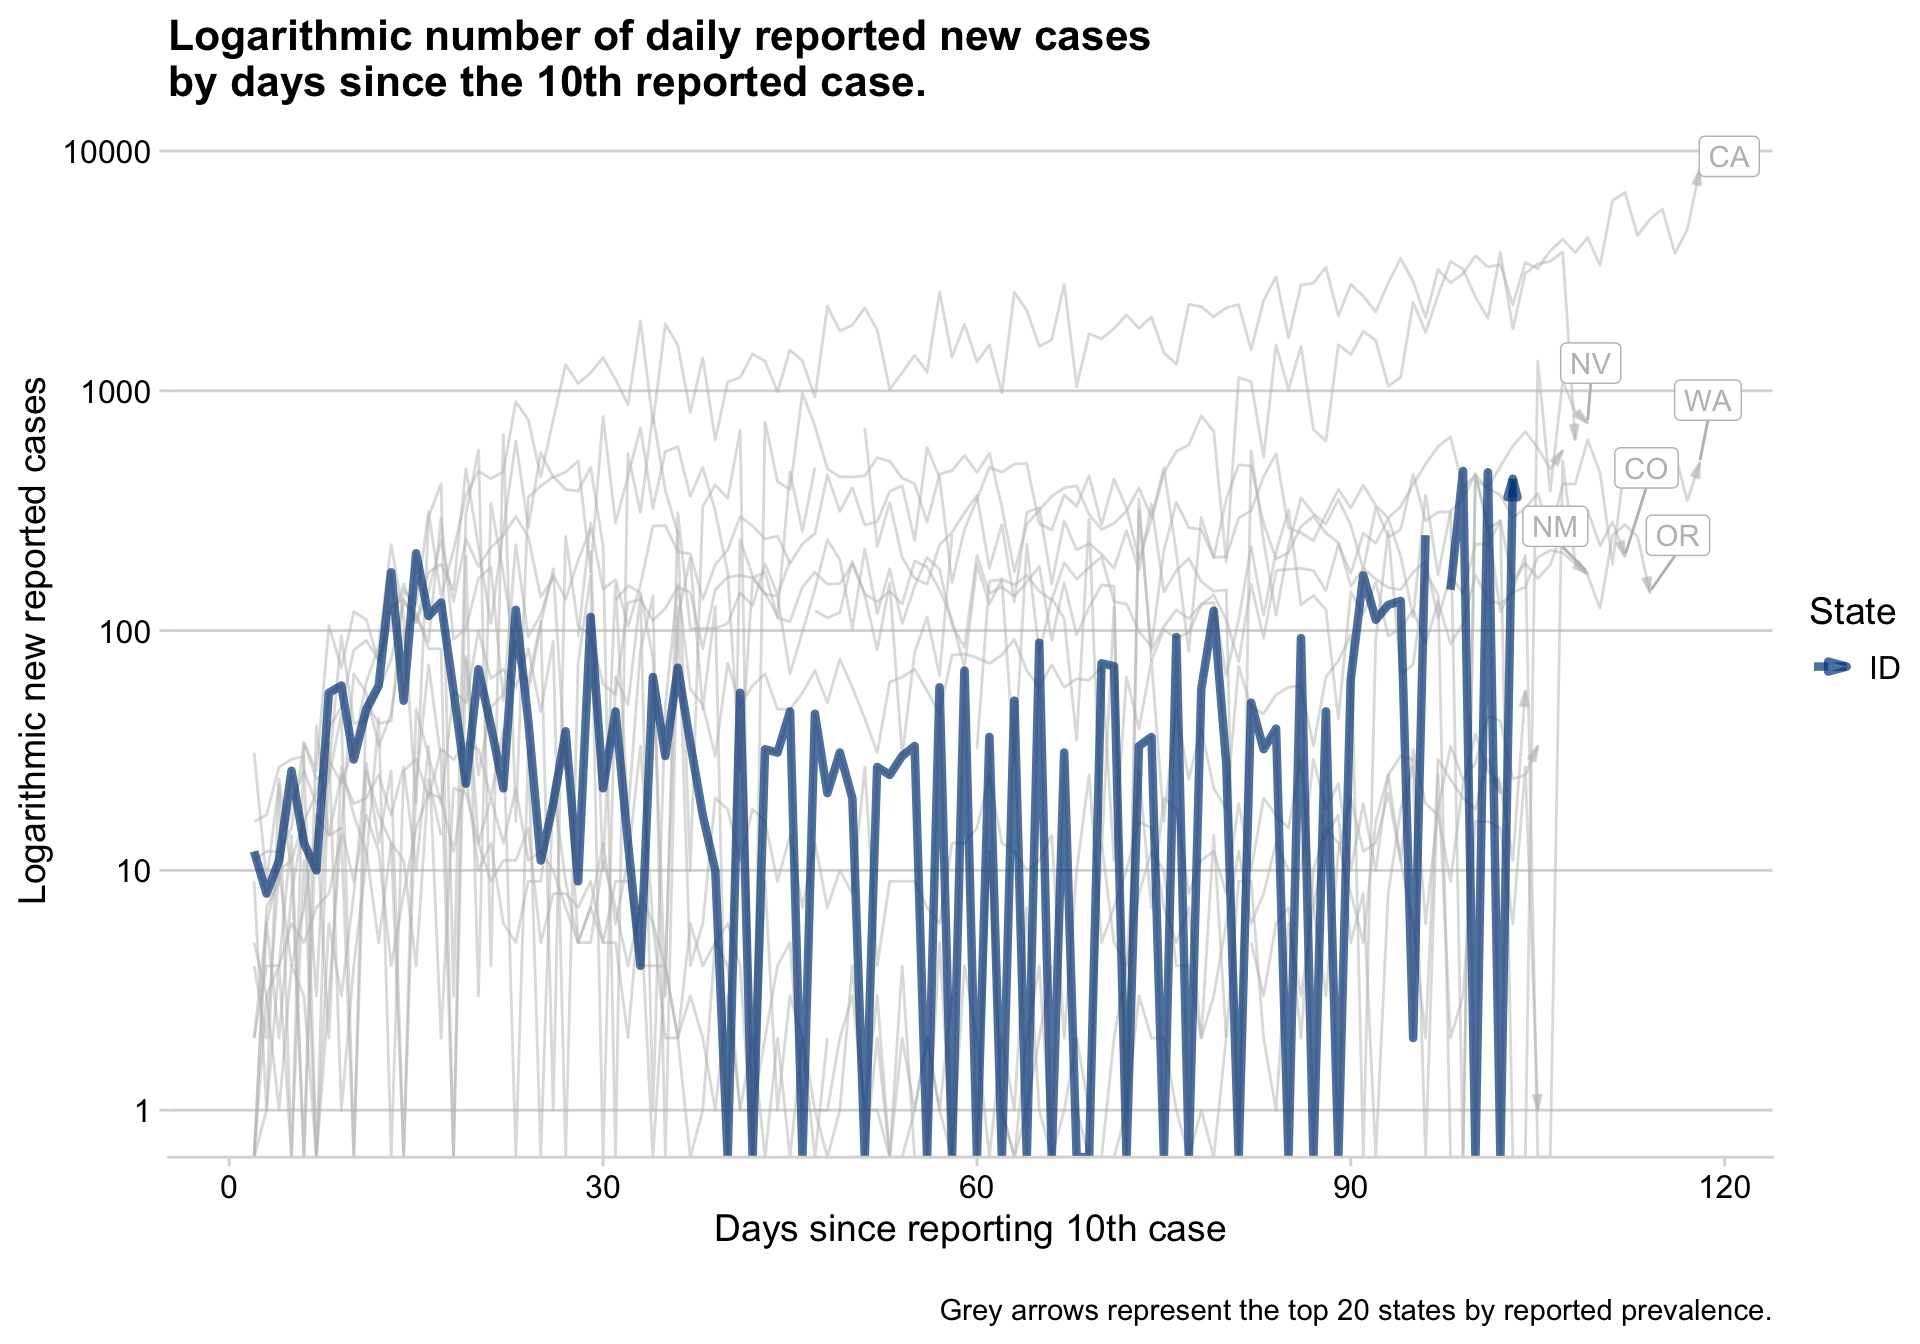 Logarithmic number of daily reported new cases
by days since the 10th reported case.
Logarithmic new reported cases
10000
1000
100
10
1
CA
NV
WA
CO
NM
OR
State
ID
0
30
60
90
120
Days since reporting 10th case
Grey arrows represent the top 20 states by reported prevalence.